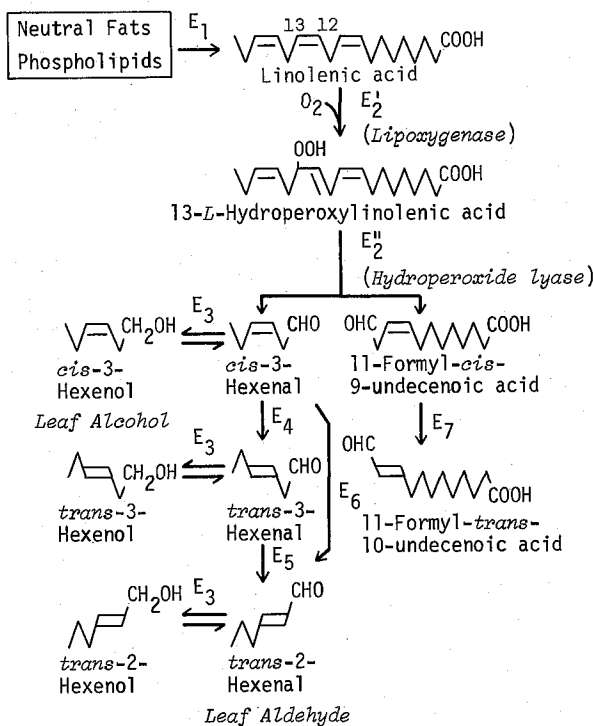 Neutral Fats
Phospholipids
E1
13 12
COOH
Linolenic acid
O2
E2'
(Lipoxygenase)
OOH
COOH
13-L-Hydroperoxylinolenic acid
E2"
(Hydroperoxide lyase)
CH2OH
E3
CHO
OHC
COOH
cis-3-
Hexenol
Leaf Alcohol
cis-3-
Hexenal
11-Formyl-cis-
9-undecenoic acid
E4
E7
CH2OH
E3
CHO
E6
OHC
COOH
trans-3-
Hexenol
trans-3-
Hexenal
11-Formyl-trans-
10-undecenoic acid
E5
CH2OH
E3
CHO
trans-2-
Hexenol
trans-2-
Hexenal
Leaf Aldehyde